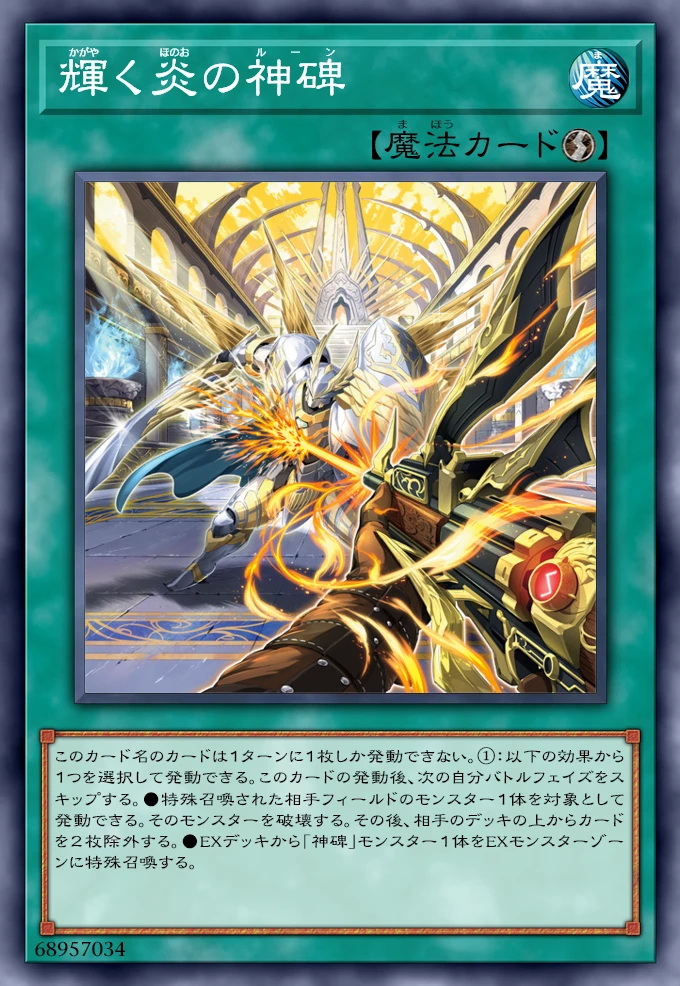 かがや ほのお ルーン
輝く炎の神碑
ま
魔
ま ほう
【魔法カード】
このカード名のカードは1ターンに1枚しか発動できない。①:以下の効果から
1つを選択して発動できる。このカードの発動後、次の自分バトルフェイズをス
キップする。●特殊召喚された相手フィールドのモンスター1体を対象として
発動できる。そのモンスターを破壊する。その後、相手のデッキの上からカード
を2枚除外する。●EXデッキから「神碑」モンスター1体をEXモンスターゾー
ンに特殊召喚する。
68957034